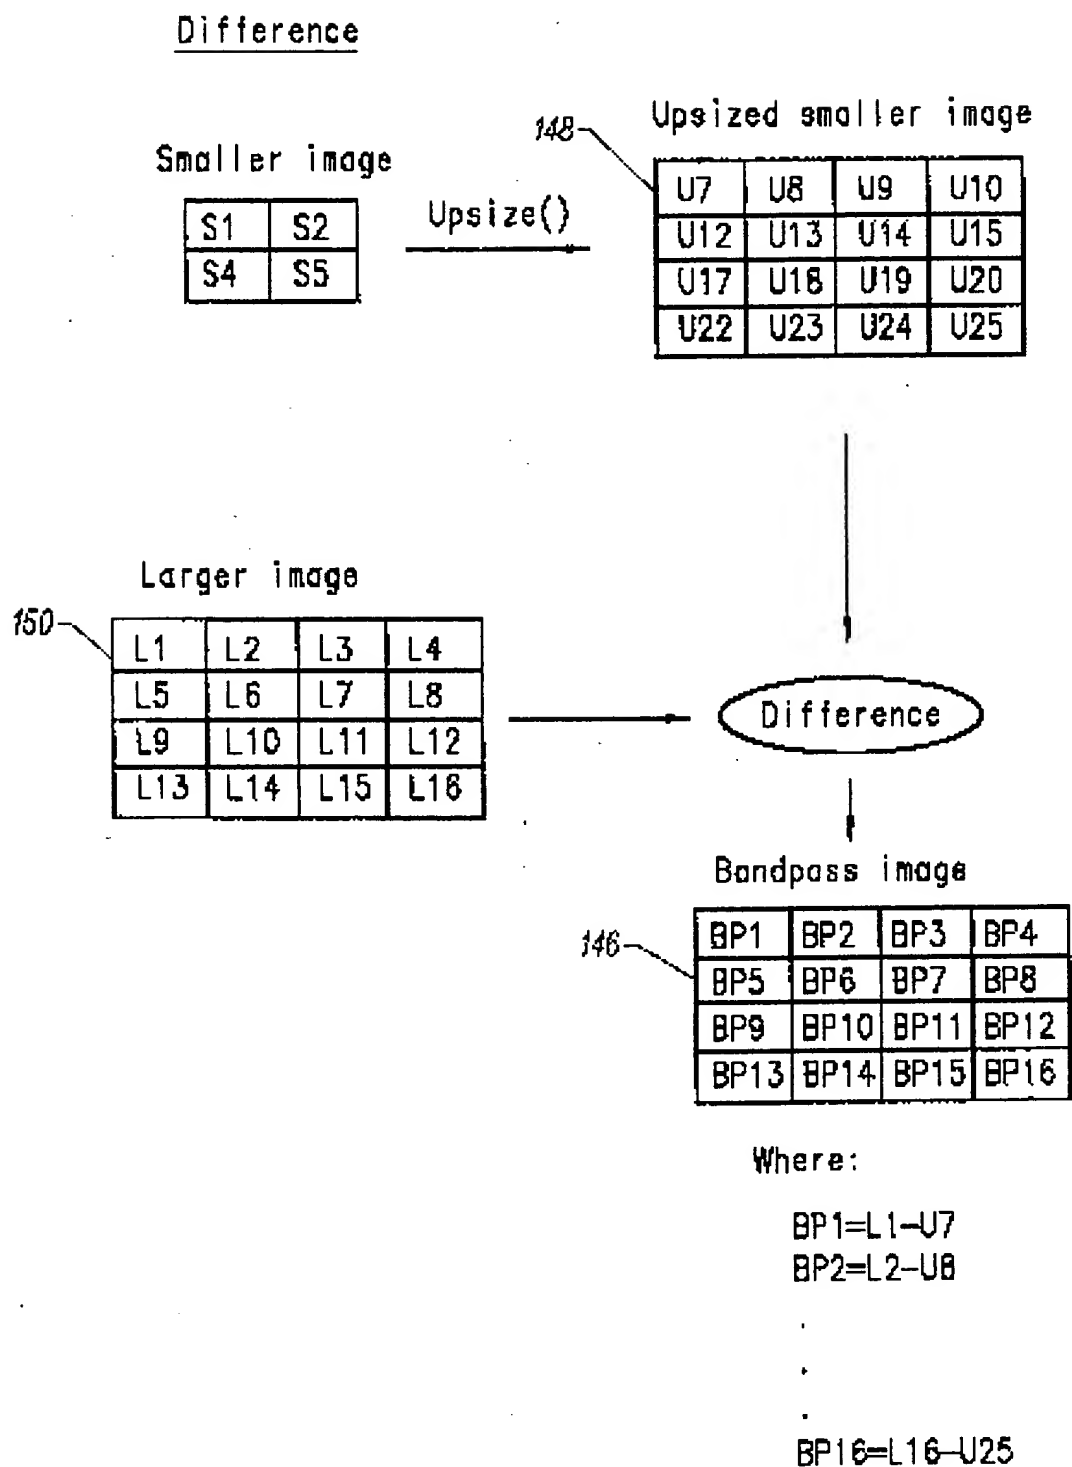 Difference
Smaller image
S1 S2
S4 S5
Upsize()
148
Upsized smaller image
U7 U8 U9 U10
U12 U13 U14 U15
U17 U18 U19 U20
U22 U23 U24 U25
Larger image
150
L1 L2 L3 L4
L5 L6 L7 L8
L9 L10 L11 L12
L13 L14 L15 L16
Difference
Bandpass image
146
BP1 BP2 BP3 BP4
BP5 BP6 BP7 BP8
BP9 BP10 BP11 BP12
BP13 BP14 BP15 BP16
Where:
BP1=L1-U7
BP2=L2-U8
.
.
.
BP16=L16-U25